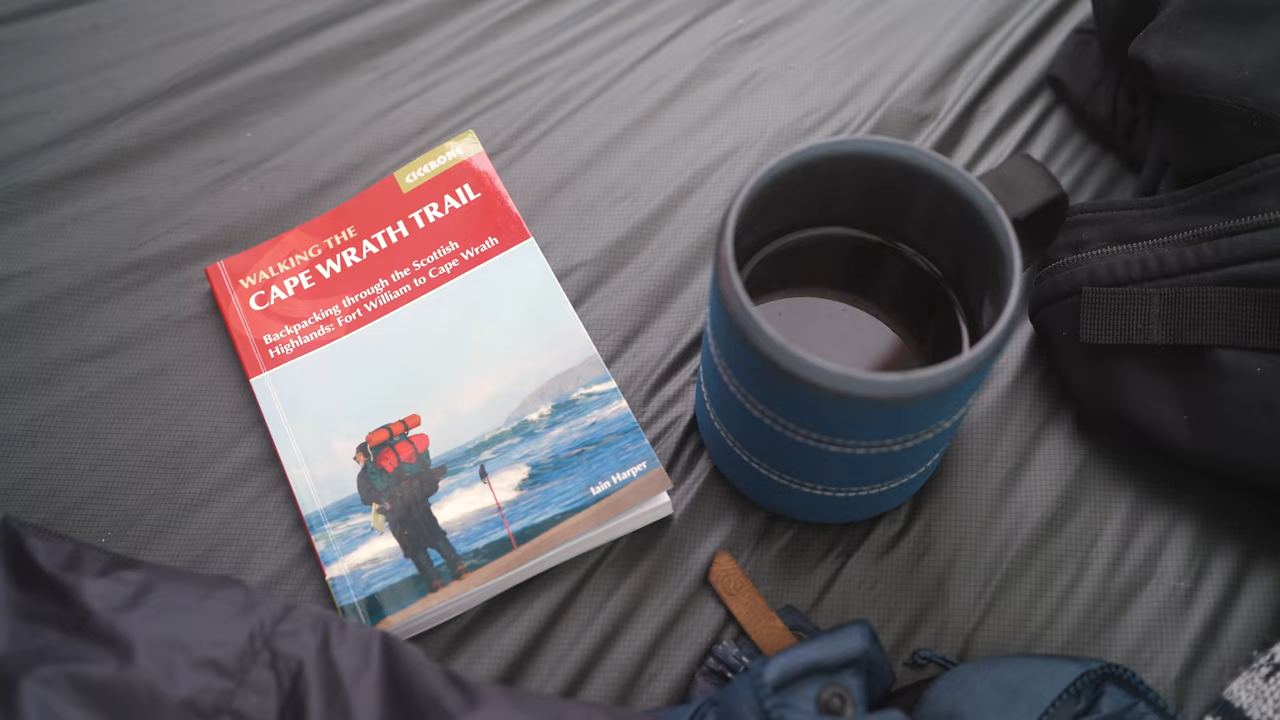 CICERONE
WALKING THE
CAPE WRATH TRAIL
Backpacking through the Scottish
Highlands: Fort William to Cape Wrath
Iain Harper